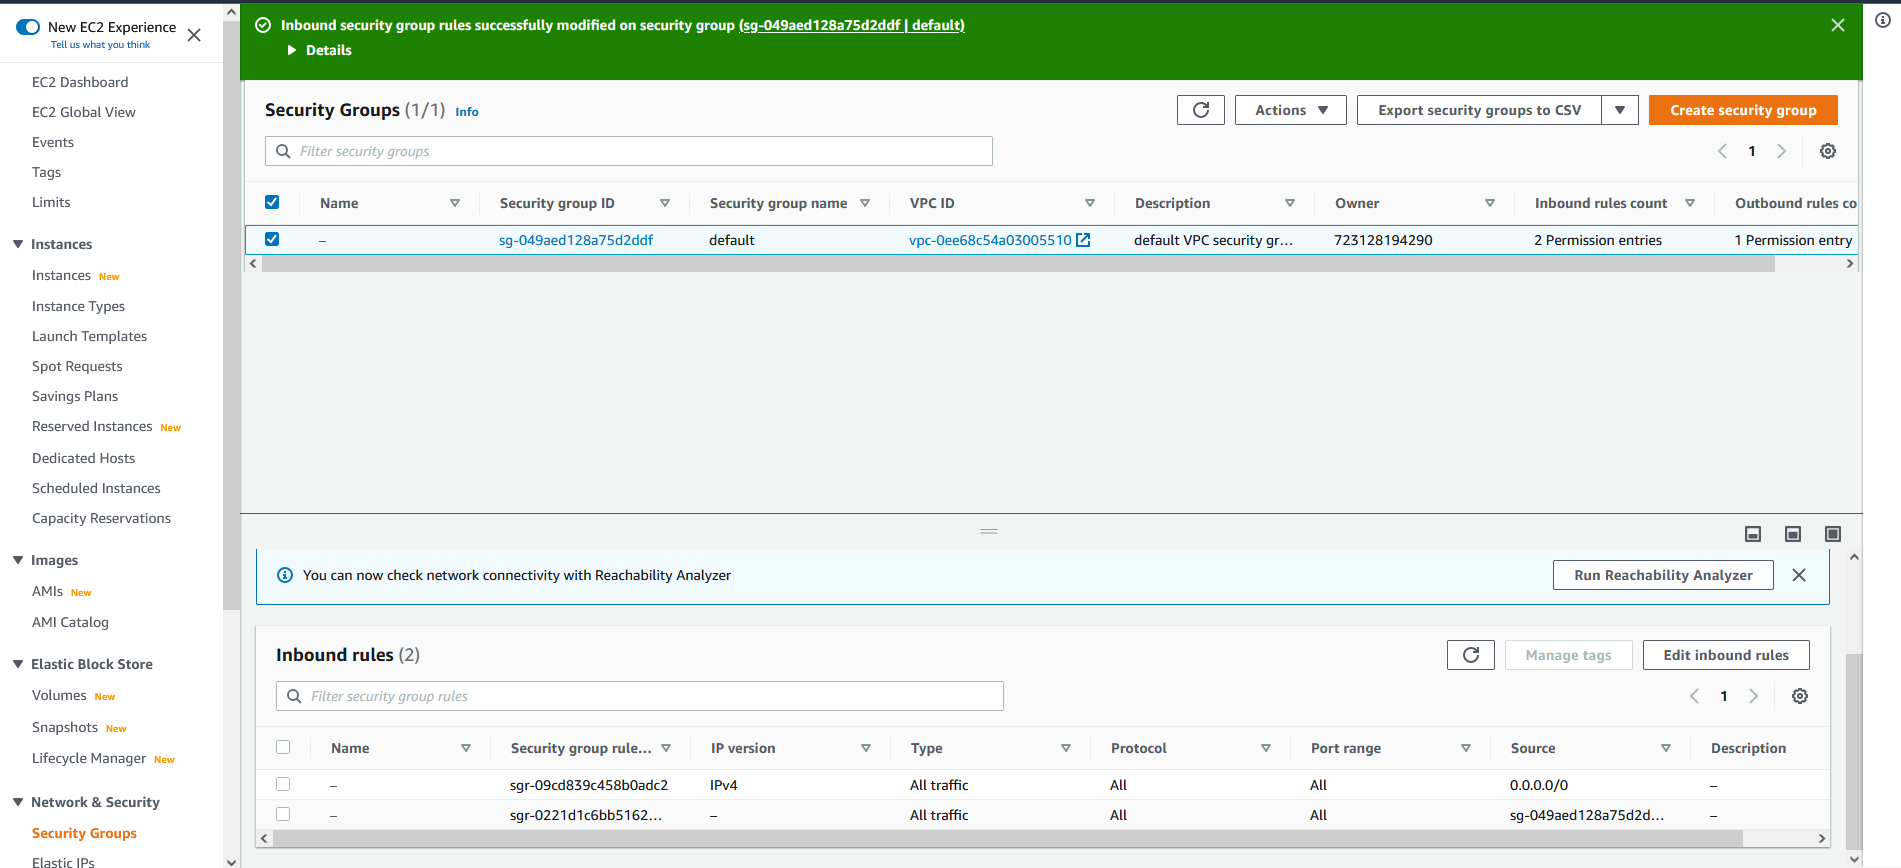 New EC2 Experience
Tell us what you think
EC2 Dashboard
EC2 Global View
Events
Tags
Limits
Instances
Instances New
Instance Types
Launch Templates
Spot Requests
Savings Plans
Reserved Instances New
Dedicated Hosts
Scheduled Instances
Capacity Reservations
Images
AMIs New
AMI Catalog
Elastic Block Store
Volumes New
Snapshots New
Lifecycle Manager New
Network & Security
Security Groups
Elastic IPs
Inbound security group rules successfully modified on security group (sg-049aed128a75d2ddf | default)
Details
Security Groups (1/1) Info
Actions
Export security groups to CSV
Create security group
Filter security groups
1
Name Security group ID Security group name VPC ID Description Owner Inbound rules count Outbound rules co
– sg-049aed128a75d2ddf default vpc-0ee68c54a03005510 default VPC security gr... 723128194290 2 Permission entries 1 Permission entry
You can now check network connectivity with Reachability Analyzer
Run Reachability Analyzer
Inbound rules (2)
Manage tags
Edit inbound rules
Filter security group rules
1
Name Security group rule... IP version Type Protocol Port range Source Description
– sgr-09cd839c458b0adc2 IPv4 All traffic All All 0.0.0.0/0 –
– sgr-0221d1c6bb5162... – All traffic All All sg-049aed128a75d2d... –